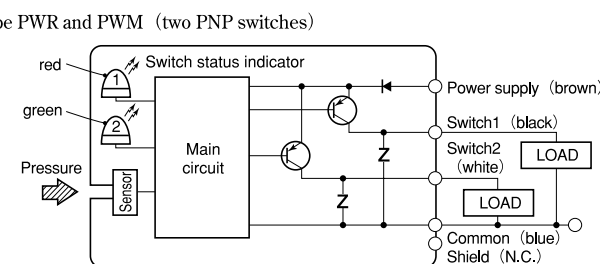 pe PWR and PWM (two PNP switches)
red
Switch status indicator
1
green
2
Main
circuit
Pressure
Sensor
Z
Z
Power supply (brown)
Switch1 (black)
LOAD
Switch2
(white)
LOAD
Common (blue)
Shield (N.C.)